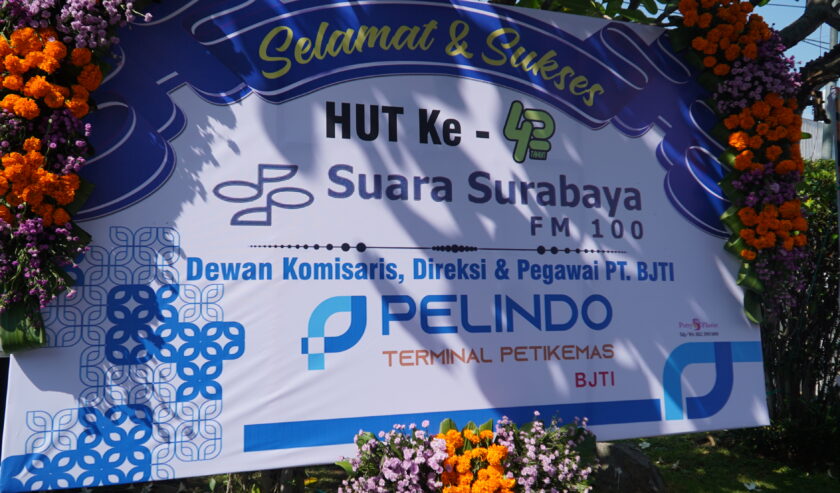 Selamat & Sukses
HUT Ke - 42
TAHUN
Suara Surabaya
FM 100
Dewan Komisaris, Direksi & Pegawai PT. BJTI
PELINDO
TERMINAL PETIKEMAS
BJTI